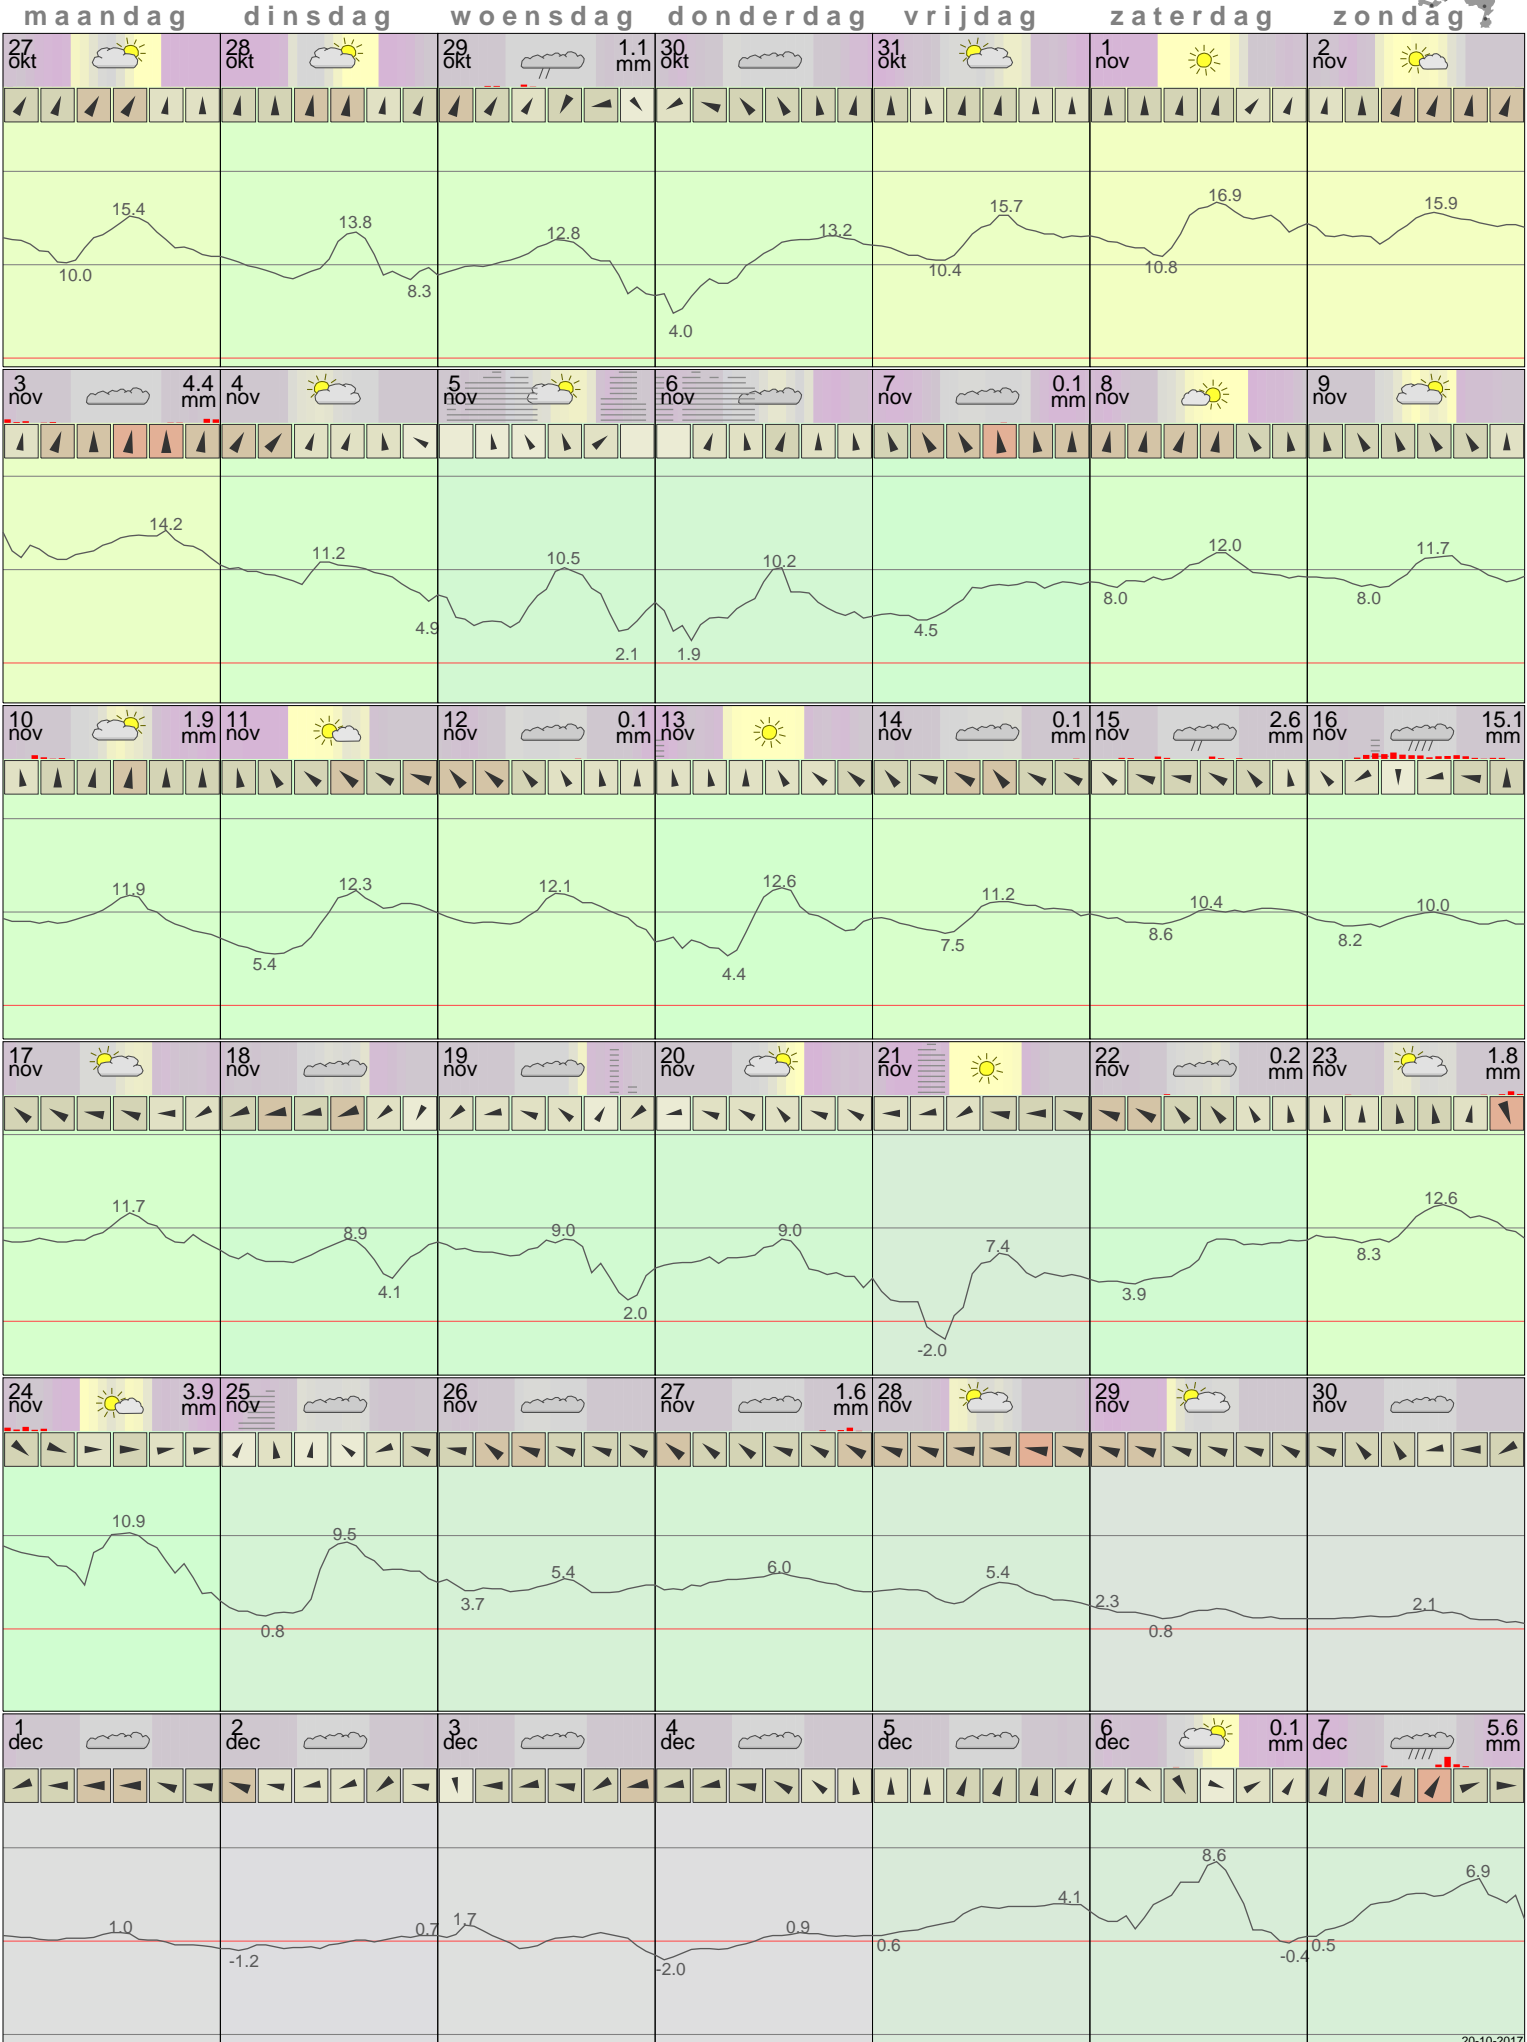 maandag dinsdag woensdag donderdag vrijdag zaterdag zondag
27 28 29 1.1 30 31 1 2
okt okt okt mm okt okt nov nov
15.4 13.8 12.8 13.2 15.7 16.9 15.9
10.0 8.3 4.0 10.4 10.8
3 4.4 4 5 6 7 0.1 8 9
nov mm nov nov nov nov mm nov nov
14.2 11.2 10.5 10.2 12.0 11.7
4.9 2.1 1.9 4.5 8.0 8.0
10 1.9 11 12 0.1 13 14 0.1 15 2.6 16 15.1
nov mm nov nov mm nov nov mm nov mm nov mm
11.9 12.3 12.1 12.6 11.2 10.4 10.0
5.4 4.4 7.5 8.6 8.2
17 18 19 20 21 22 0.2 23 1.8
nov nov nov nov nov nov mm nov mm
11.7 8.9 9.0 9.0 7.4 12.6
4.1 2.0 -2.0 3.9 8.3
24 3.9 25 26 27 1.6 28 29 30
nov mm nov nov nov mm nov nov nov
10.9 9.5 5.4 6.0 5.4 2.3 2.1
0.8 3.7 0.8
1 2 3 4 5 6 0.1 7 5.6
dec dec dec dec dec dec mm dec mm
1.0 0.7 1.7 0.9 4.1 8.6 6.9
-1.2 -2.0 0.6 -0.4 0.5
20-10-2017